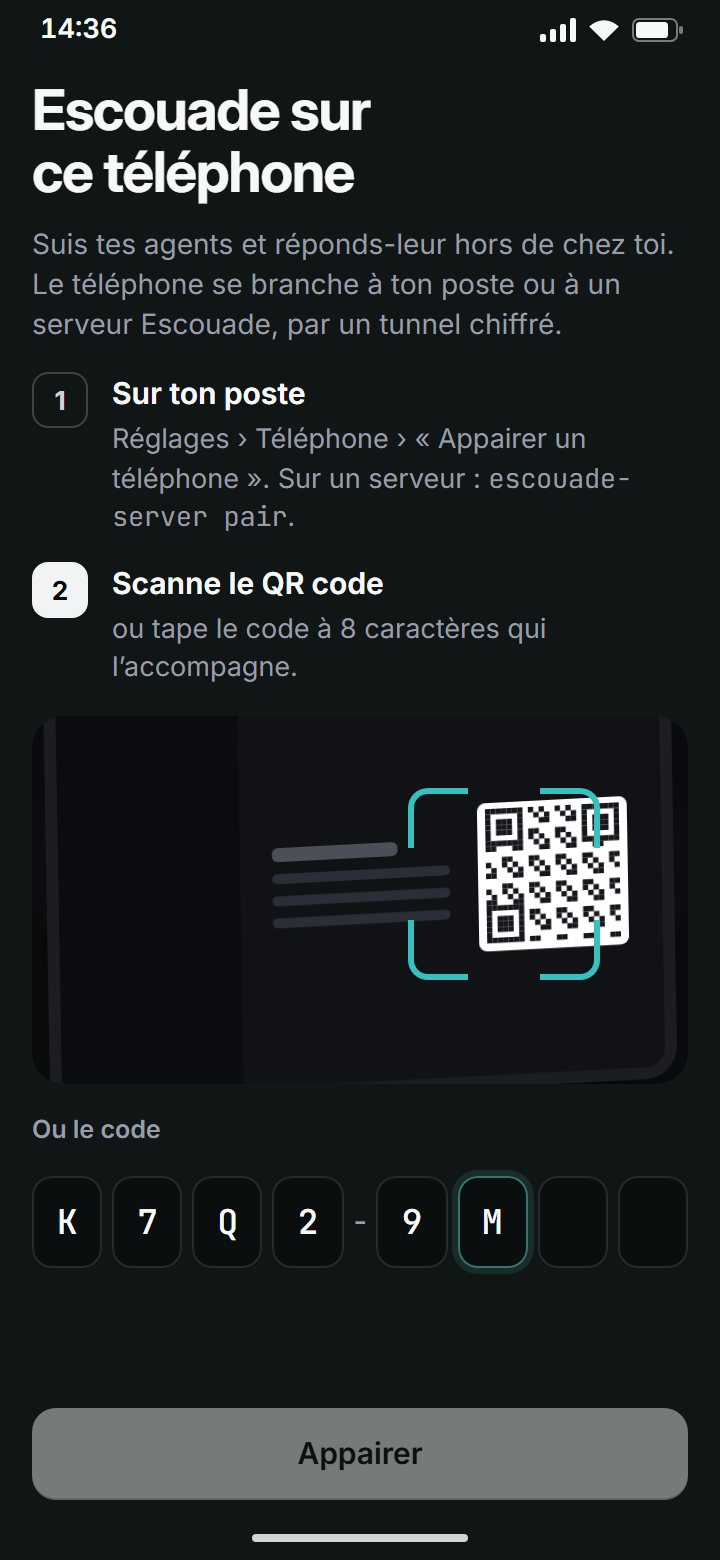 14:36
Escouade sur
ce téléphone
Suis tes agents et réponds-leur hors de chez toi.
Le téléphone se branche à ton poste ou à un
serveur Escouade, par un tunnel chiffré.
1 Sur ton poste
Réglages › Téléphone › « Appairer un
téléphone ». Sur un serveur : escouade-
server pair.
2 Scanne le QR code
ou tape le code à 8 caractères qui
l’accompagne.
Ou le code
K 7 Q 2 - 9 M
Appairer